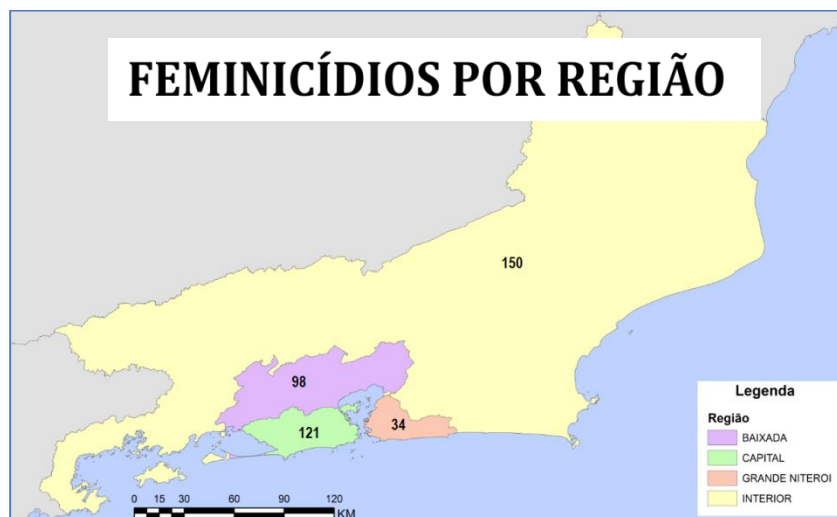 FEMINICÍDIOS POR REGIÃO
150
98
121
34
Legenda
Região
BAIXADA
CAPITAL
GRANDE NITEROI
INTERIOR
0 15 30 60 90 120
KM